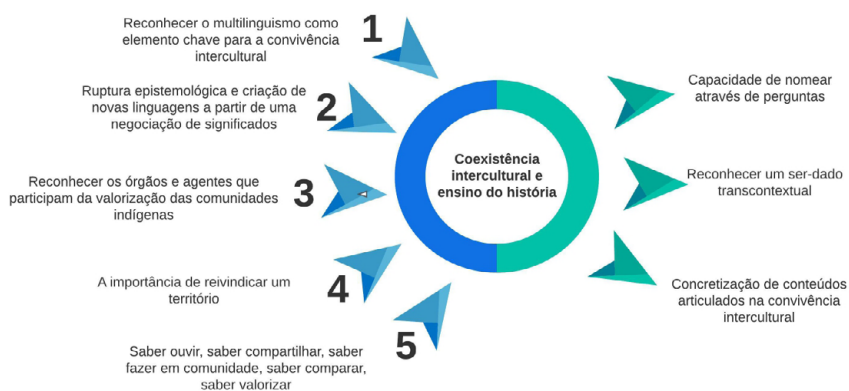 Reconhecer o multilinguismo como
elemento chave para a convivência
intercultural
1
Ruptura epistemológica e criação de
novas linguagens a partir de uma
negociação de significados
2
Reconhecer os órgãos e agentes que
participam da valorização das comunidades
indígenas
3
A importância de reivindicar um
território
4
Saber ouvir, saber compartilhar, saber
fazer em comunidade, saber comparar,
saber valorizar
5
Coexistência
intercultural e
ensino do história
Capacidade de nomear
através de perguntas
Reconhecer um ser-dado
transcontextual
Concretização de conteúdos
articulados na convivência
intercultural